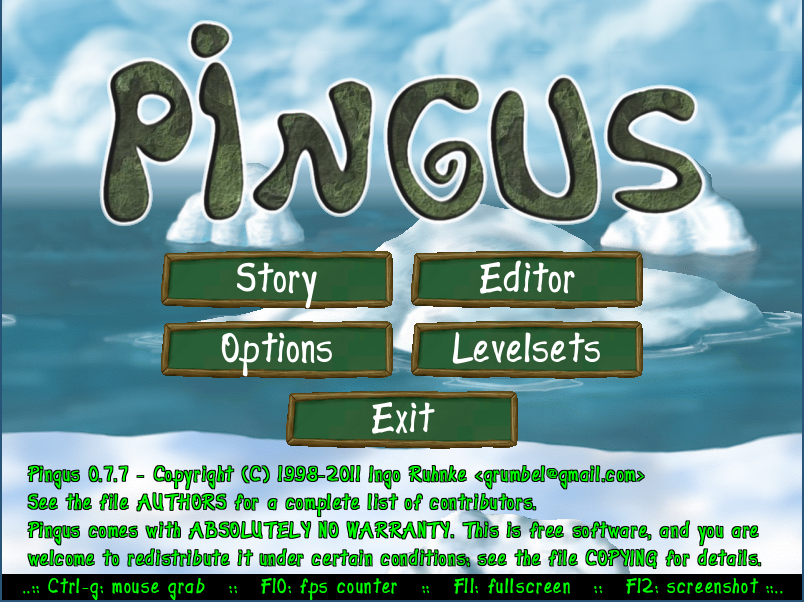 PINGUS
Story
Editor
Options
Levelsets
Exit
Pingus 0.7.7 - Copyright (C) 1998-2011 Ingo Ruhnke <grumbel@gmail.com>
See the file AUTHORS for a complete list of contributors.
Pingus comes with ABSOLUTELY NO WARRANTY. This is free software, and you are
welcome to redistribute it under certain conditions; see the file COPYING for details.
..:: Ctrl-g: mouse grab :: F10: fps counter :: F11: fullscreen :: F12: screenshot ::..